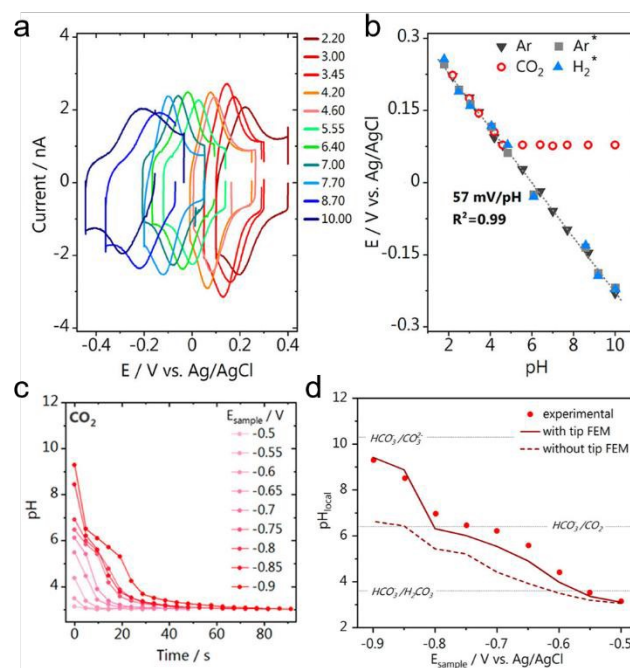 a
4
2
0
-2
-4
Current / nA
-0.4
-0.2
0.0
0.2
0.4
E / V vs. Ag/AgCl
2.20
3.00
3.45
4.20
4.60
5.55
6.40
7.00
7.70
8.70
10.00
b
Ar
Ar*
CO2
H2*
0.3
0.15
0
-0.15
-0.3
E / V vs. Ag/AgCl
57 mV/pH
R²=0.99
2
4
6
8
10
pH
c
CO2
Esample / V
-0.5
-0.55
-0.6
-0.65
-0.7
-0.75
-0.8
-0.85
-0.9
12
10
8
6
4
2
pH
0
20
40
60
80
Time / s
d
experimental
with tip FEM
without tip FEM
HCO3-/CO32-
HCO3-/CO2
HCO3-/H2CO3
12
10
8
6
4
2
pHlocal
-0.9
-0.8
-0.7
-0.6
-0.5
Esample / V vs. Ag/AgCl